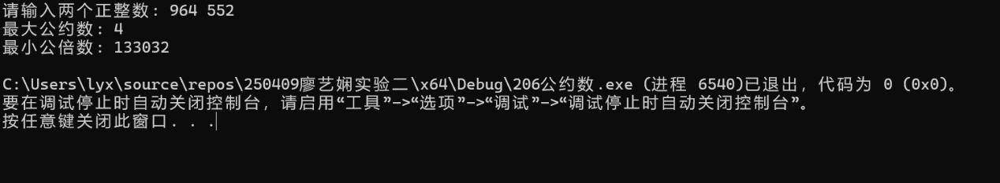 请输入两个正整数: 964 552
最大公约数: 4
最小公倍数: 133032
C:\Users\lyx\source\repos\250409廖艺娴实验二\x64\Debug\206公约数.exe (进程 6540)已退出，代码为 0 (0x0)。
要在调试停止时自动关闭控制台，请启用“工具”->“选项”->“调试”->“调试停止时自动关闭控制台”。
按任意键关闭此窗口. . .